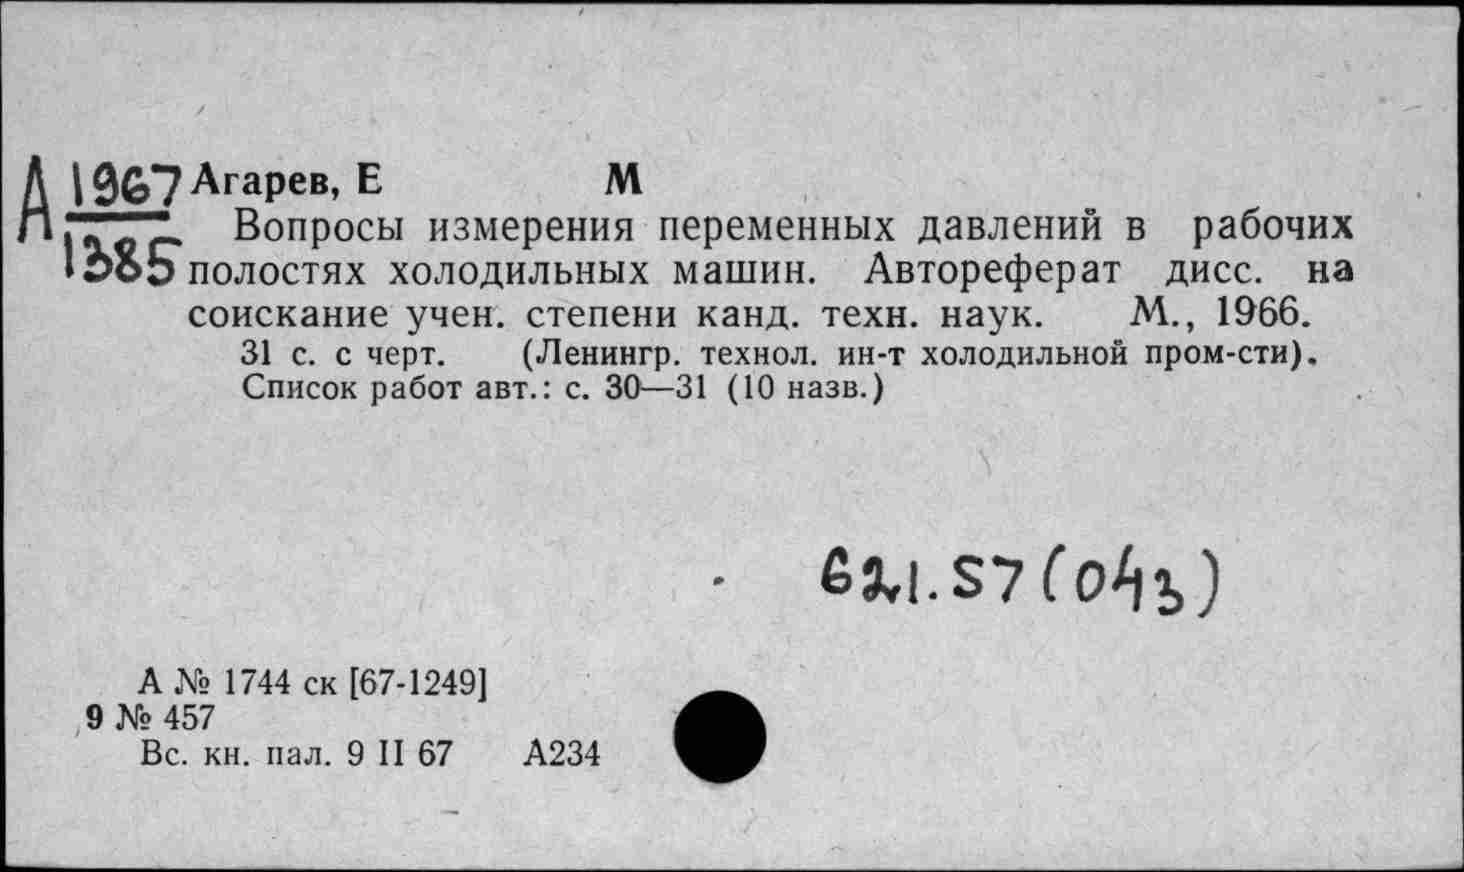 А 1967 Агарев, Е М
1385
Вопросы измерения переменных давлений в рабочих
полостях холодильных машин. Автореферат дисс. на
соискание учен. степени канд. техн. наук. М., 1966.
31 с. с черт. (Ленингр. технол. ин-т холодильной пром-сти).
Список работ авт.: с. 30—31 (10 назв.)
621.57(043)
А № 1744 ск [67-1249]
9 № 457
Вс. кн. пал. 9 II 67 А234